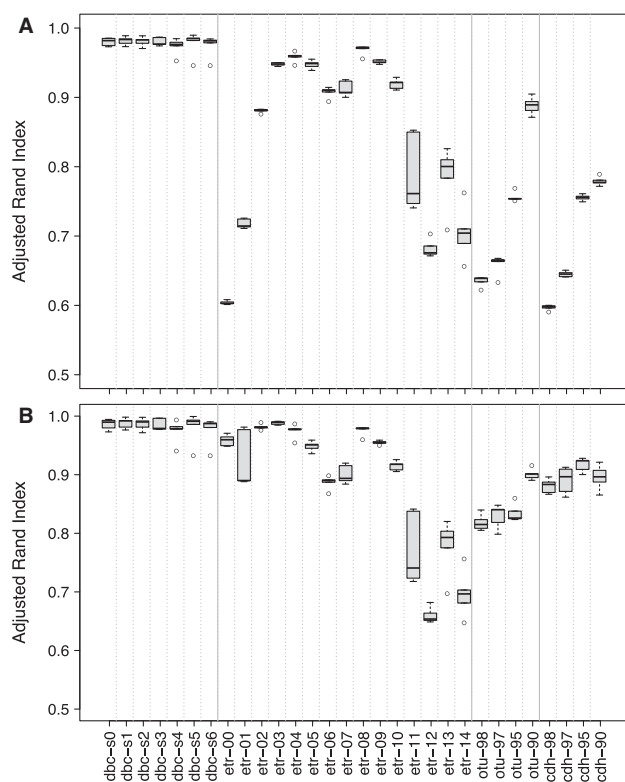 A
1.0
0.9
0.8
0.7
0.6
0.5
Adjusted Rand Index
B
1.0
0.9
0.8
0.7
0.6
0.5
Adjusted Rand Index
dbc-s0
dbc-s1
dbc-s2
dbc-s3
dbc-s4
dbc-s5
dbc-s6
etr-00
etr-01
etr-02
etr-03
etr-04
etr-05
etr-06
etr-07
etr-08
etr-09
etr-10
etr-11
etr-12
etr-13
etr-14
otu-98
otu-97
otu-95
otu-90
cdh-98
cdh-97
cdh-95
cdh-90